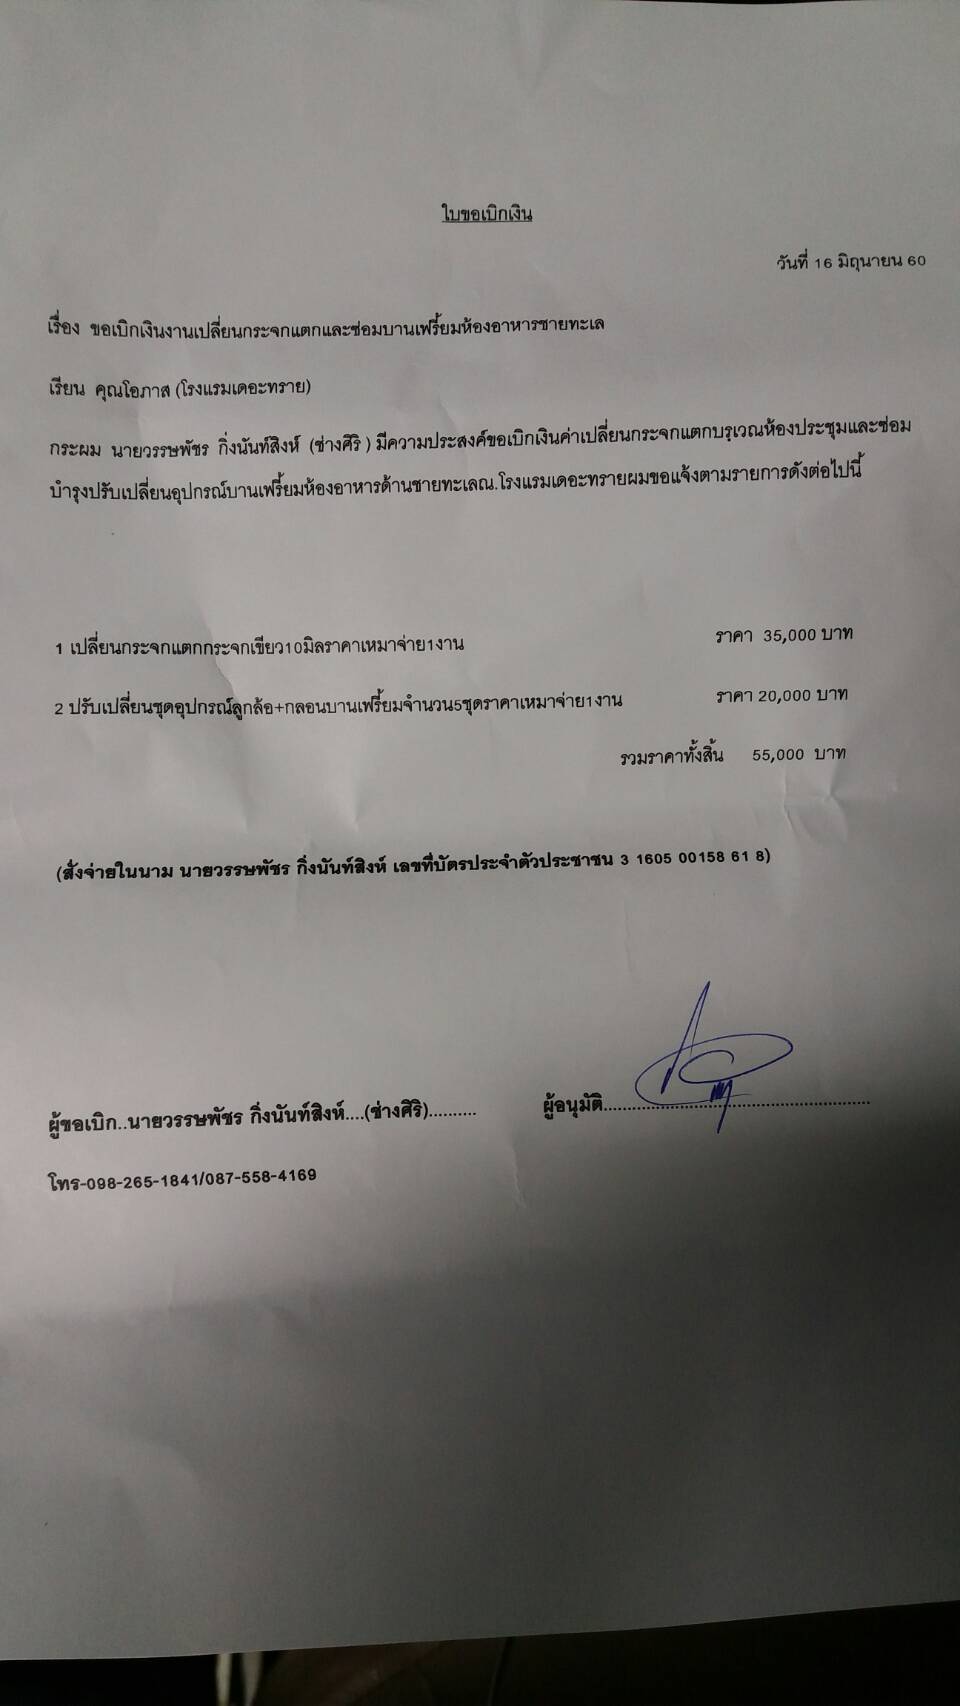 ใบขอเบิกเงิน
วันที่ 16 มิถุนายน 60
เรื่อง ขอเบิกเงินงานเปลี่ยนกระจกแตกและซ่อมบานเฟรี้ยมห้องอาหารชายทะเล
เรียน คุณโอภาส (โรงแรมเดอะทราย)
กระผม นายวรรษพัชร กิ่งนันท์สิงห์ (ช่างศิริ ) มีความประสงค์ขอเบิกเงินค่าเปลี่ยนกระจกแตกบรฺเวณห้องประชุมและซ่อม
บำรุงปรับเปลี่ยนอุปกรณ์บานเฟรี้ยมห้องอาหารด้านชายทะเลณ.โรงแรมเดอะทรายผมขอแจ้งตามรายการดังต่อไปนี้
1 เปลี่ยนกระจกแตกกระจกเขียว10มิลราคาเหมาจ่าย1งาน ราคา 35,000 บาท
2 ปรับเปลี่ยนชุดอุปกรณ์ลูกล้อ+กลอนบานเฟรี้ยมจำนวน5ชุดราคาเหมาจ่าย1งาน ราคา 20,000 บาท
รวมราคาทั้งสิ้น 55,000 บาท
(สั่งจ่ายในนาม นายวรรษพัชร กิ่งนันท์สิงห์ เลขที่บัตรประจำตัวประชาชน 3 1605 00158 61 8)
ผู้ขอเบิก..นายวรรษพัชร กิ่งนันท์สิงห์....(ช่างศิริ).......... ผู้อนุมัติ..................................................
โทร-098-265-1841/087-558-4169